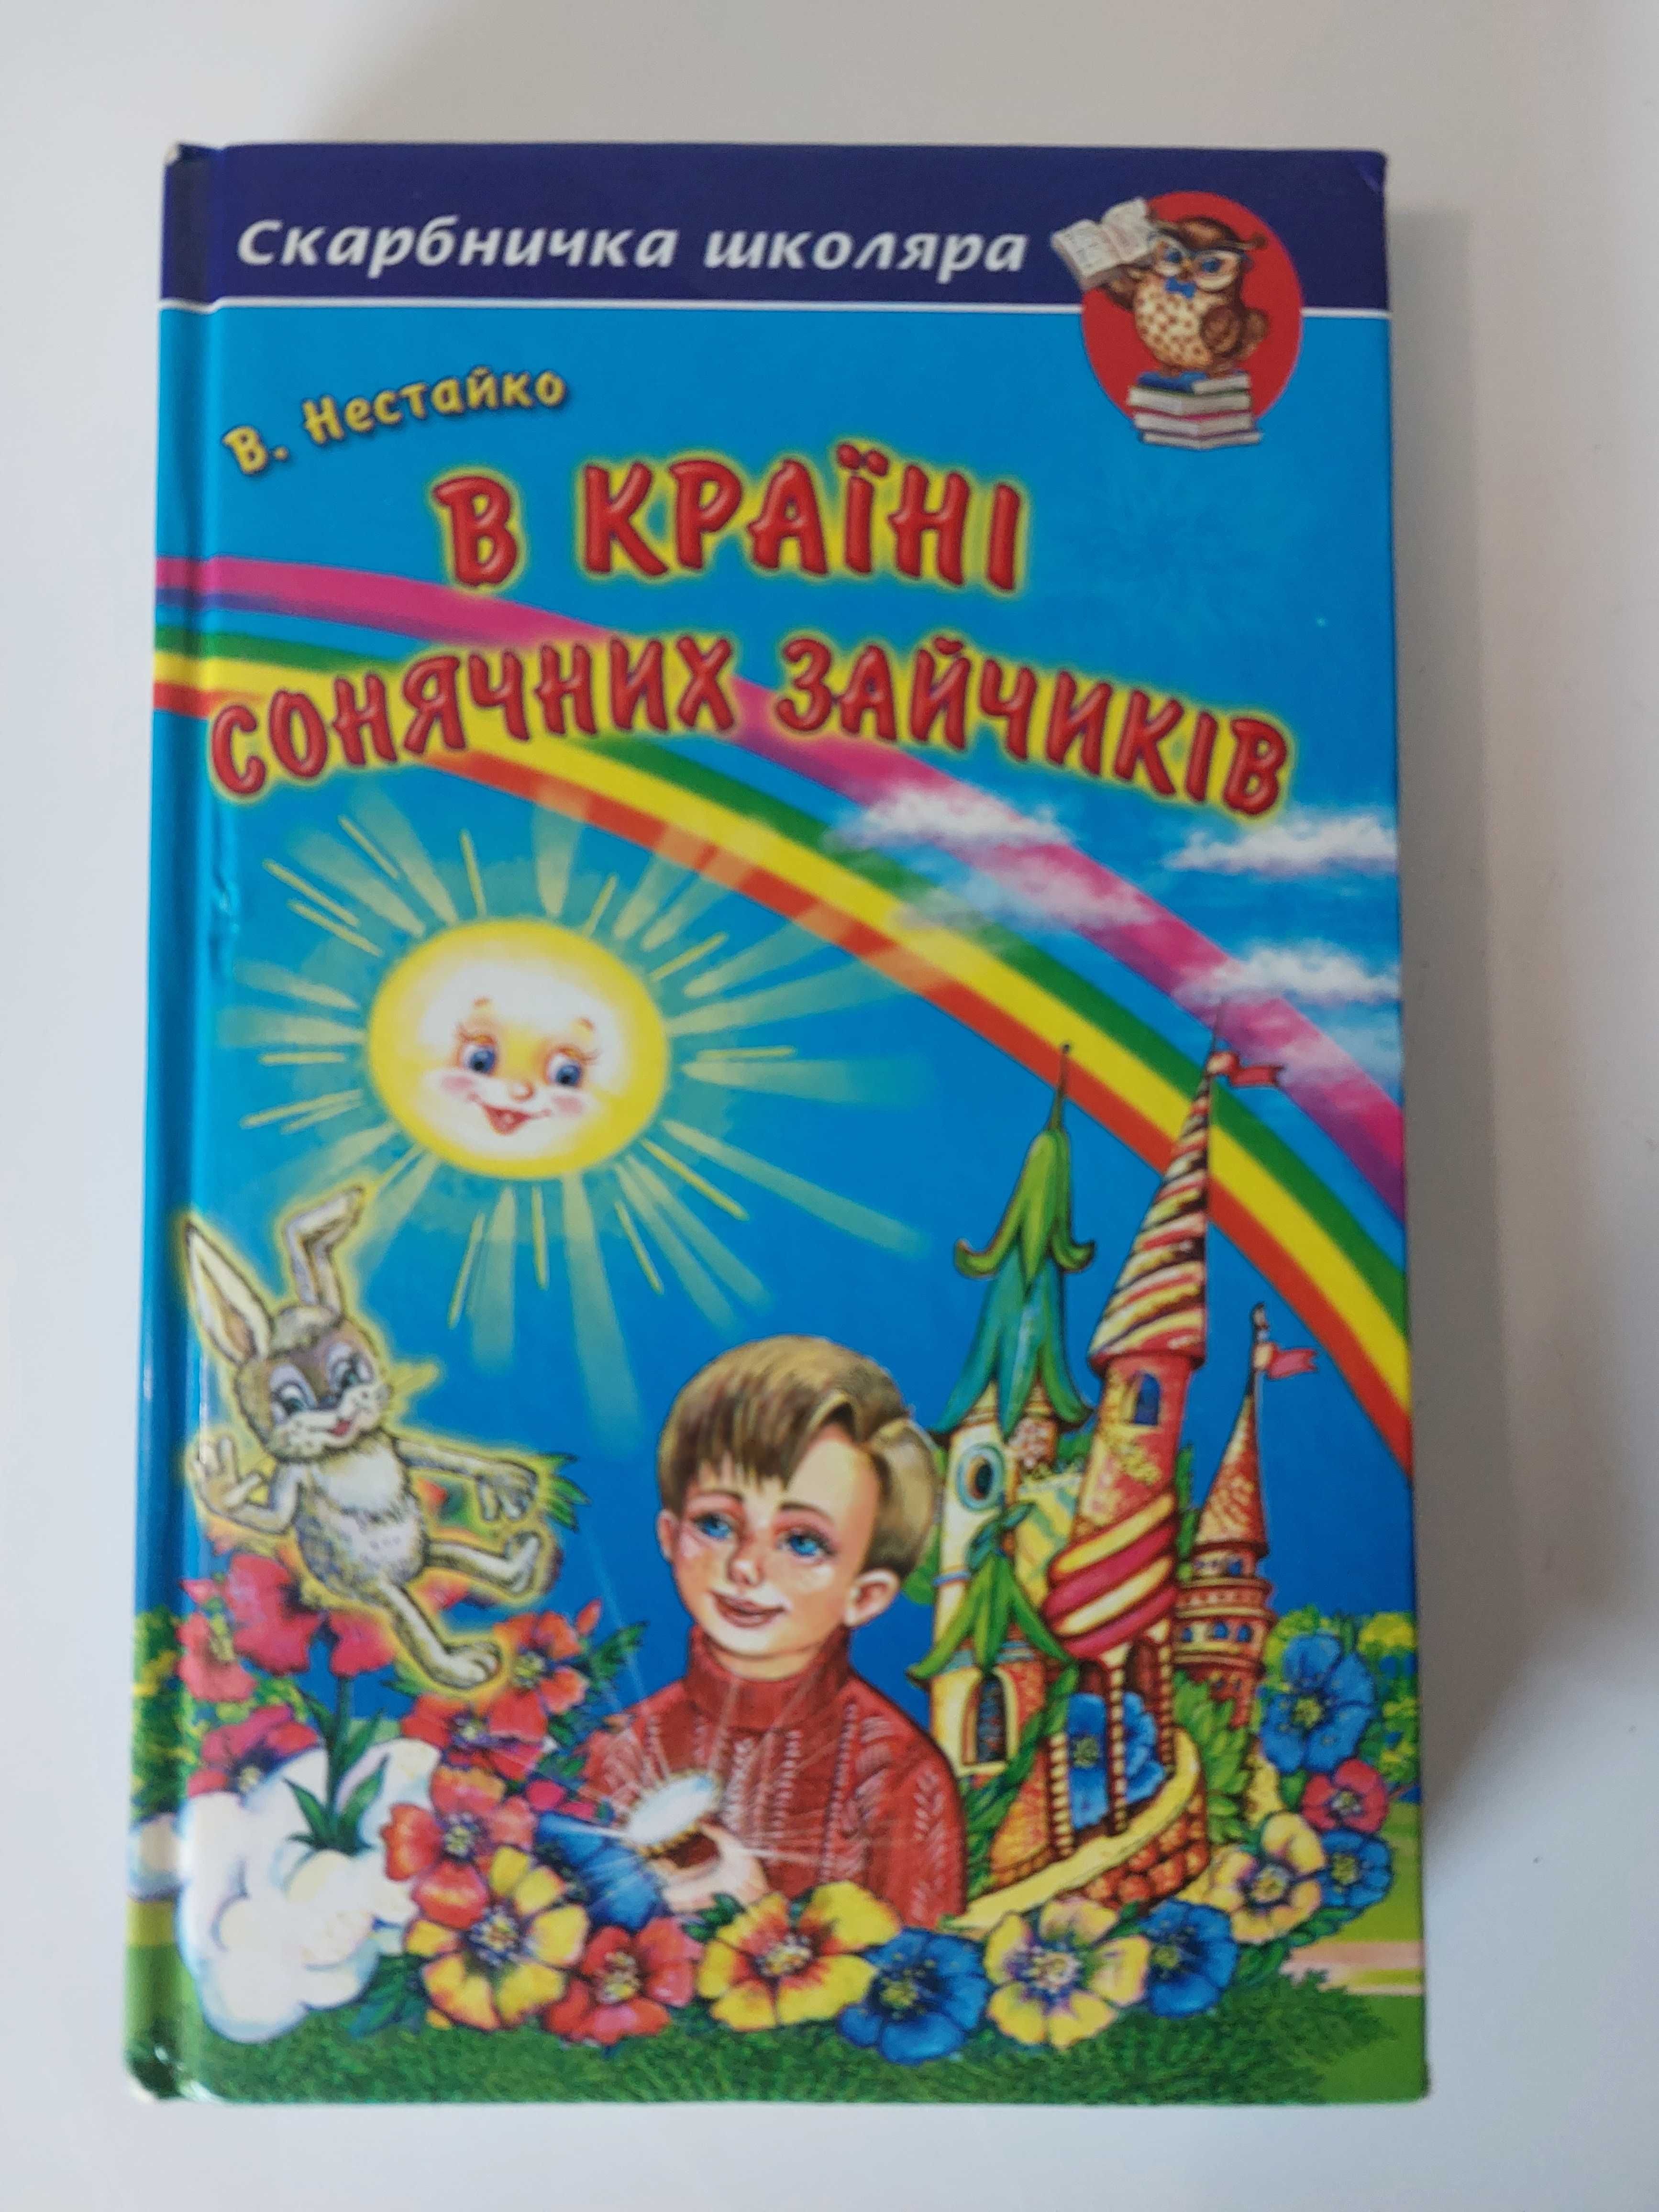 Скарбничка школяра
В. Нестайко
В КРАЇНІ
СОНЯЧНИХ ЗАЙЧИКІВ